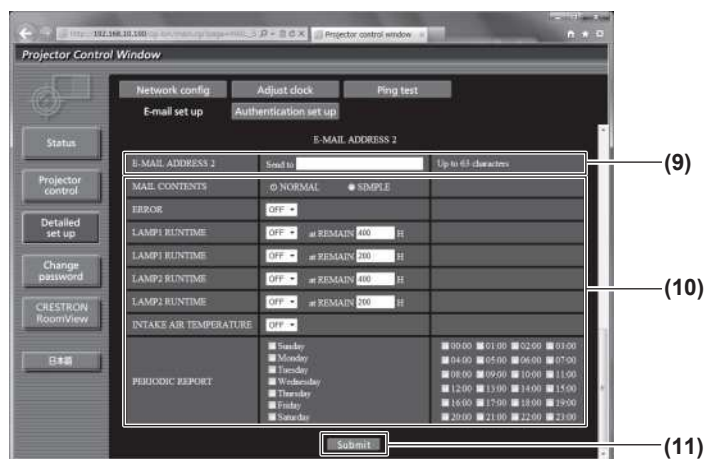 192.168.10.100
Projector control window
Projector Control Window
Network config Adjust clock Ping test
E-mail set up Authentication set up
Status
Projector control
Detailed set up
Change password
CRESTRON RoomView
日本語
E-MAIL ADDRESS 2
E-MAIL ADDRESS 2 Send to Up to 63 characters
(9)
MAIL CONTENTS NORMAL SIMPLE
ERROR OFF
LAMP1 RUNTIME OFF at REMAIN 400 H
LAMP1 RUNTIME OFF at REMAIN 200 H
LAMP2 RUNTIME OFF at REMAIN 400 H
LAMP2 RUNTIME OFF at REMAIN 200 H
INTAKE AIR TEMPERATURE OFF
(10)
PERIODIC REPORT
Sunday
Monday
Tuesday
Wednesday
Thursday
Friday
Saturday
00:00 01:00 02:00 03:00
04:00 05:00 06:00 07:00
08:00 09:00 10:00 11:00
12:00 13:00 14:00 15:00
16:00 17:00 18:00 19:00
20:00 21:00 22:00 23:00
Submit
(11)